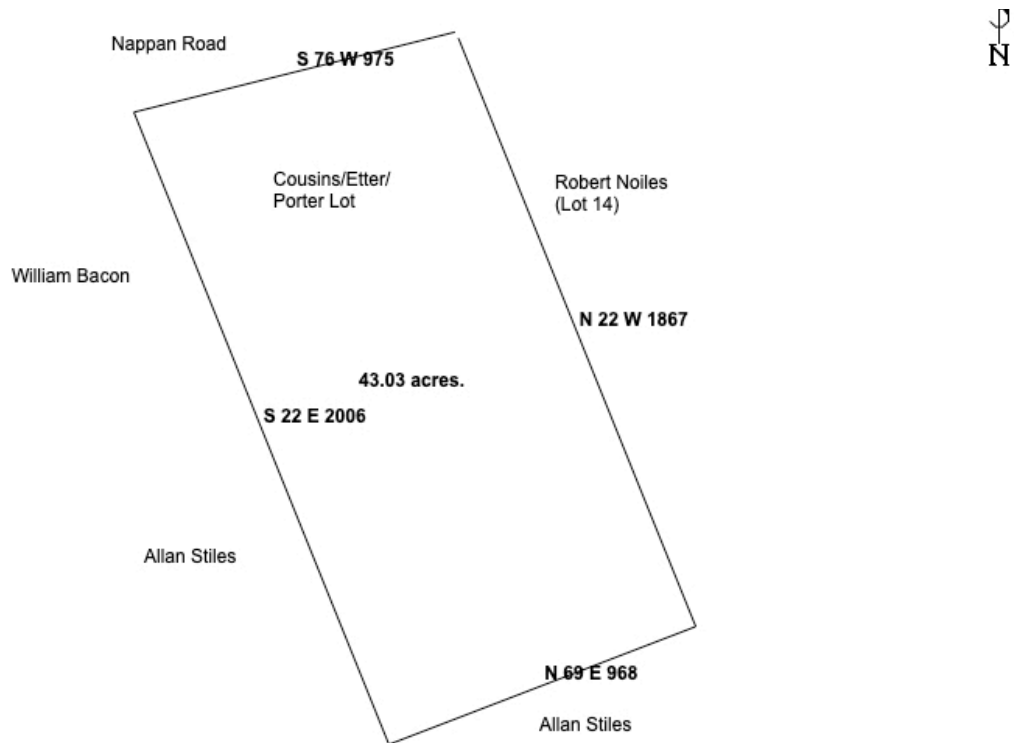 Nappan Road
S 76 W 975
N
Cousins/Etter/
Porter Lot
Robert Noiles
(Lot 14)
William Bacon
N 22 W 1867
43.03 acres.
S 22 E 2006
Allan Stiles
N 69 E 968
Allan Stiles